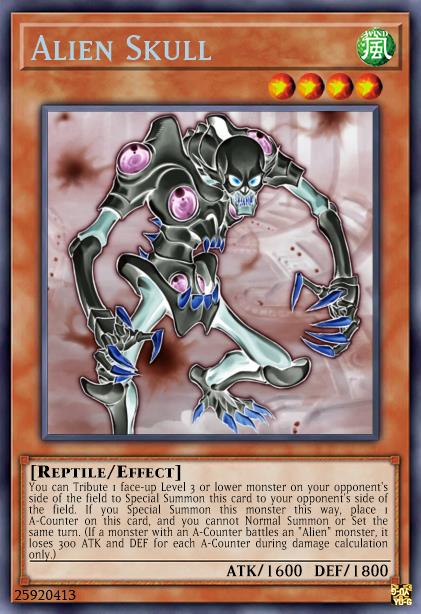 Alien Skull
WIND
風
[Reptile/Effect]
You can Tribute 1 face-up Level 3 or lower monster on your opponent's
side of the field to Special Summon this card to your opponent's side of
the field. If you Special Summon this monster this way, place 1
A-Counter on this card, and you cannot Normal Summon or Set the
same turn. (If a monster with an A-Counter battles an "Alien" monster, it
loses 300 ATK and DEF for each A-Counter during damage calculation
only.)
ATK/1600 DEF/1800
25920413